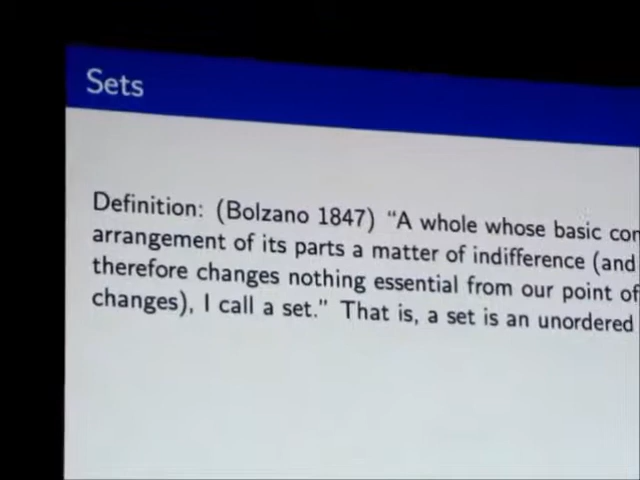 Sets
Definition: (Bolzano 1847) “A whole whose basic
arrangement of its parts a matter of indifference (and
therefore changes nothing essential from our point of
changes), I call a set.” That is, a set is an unordered